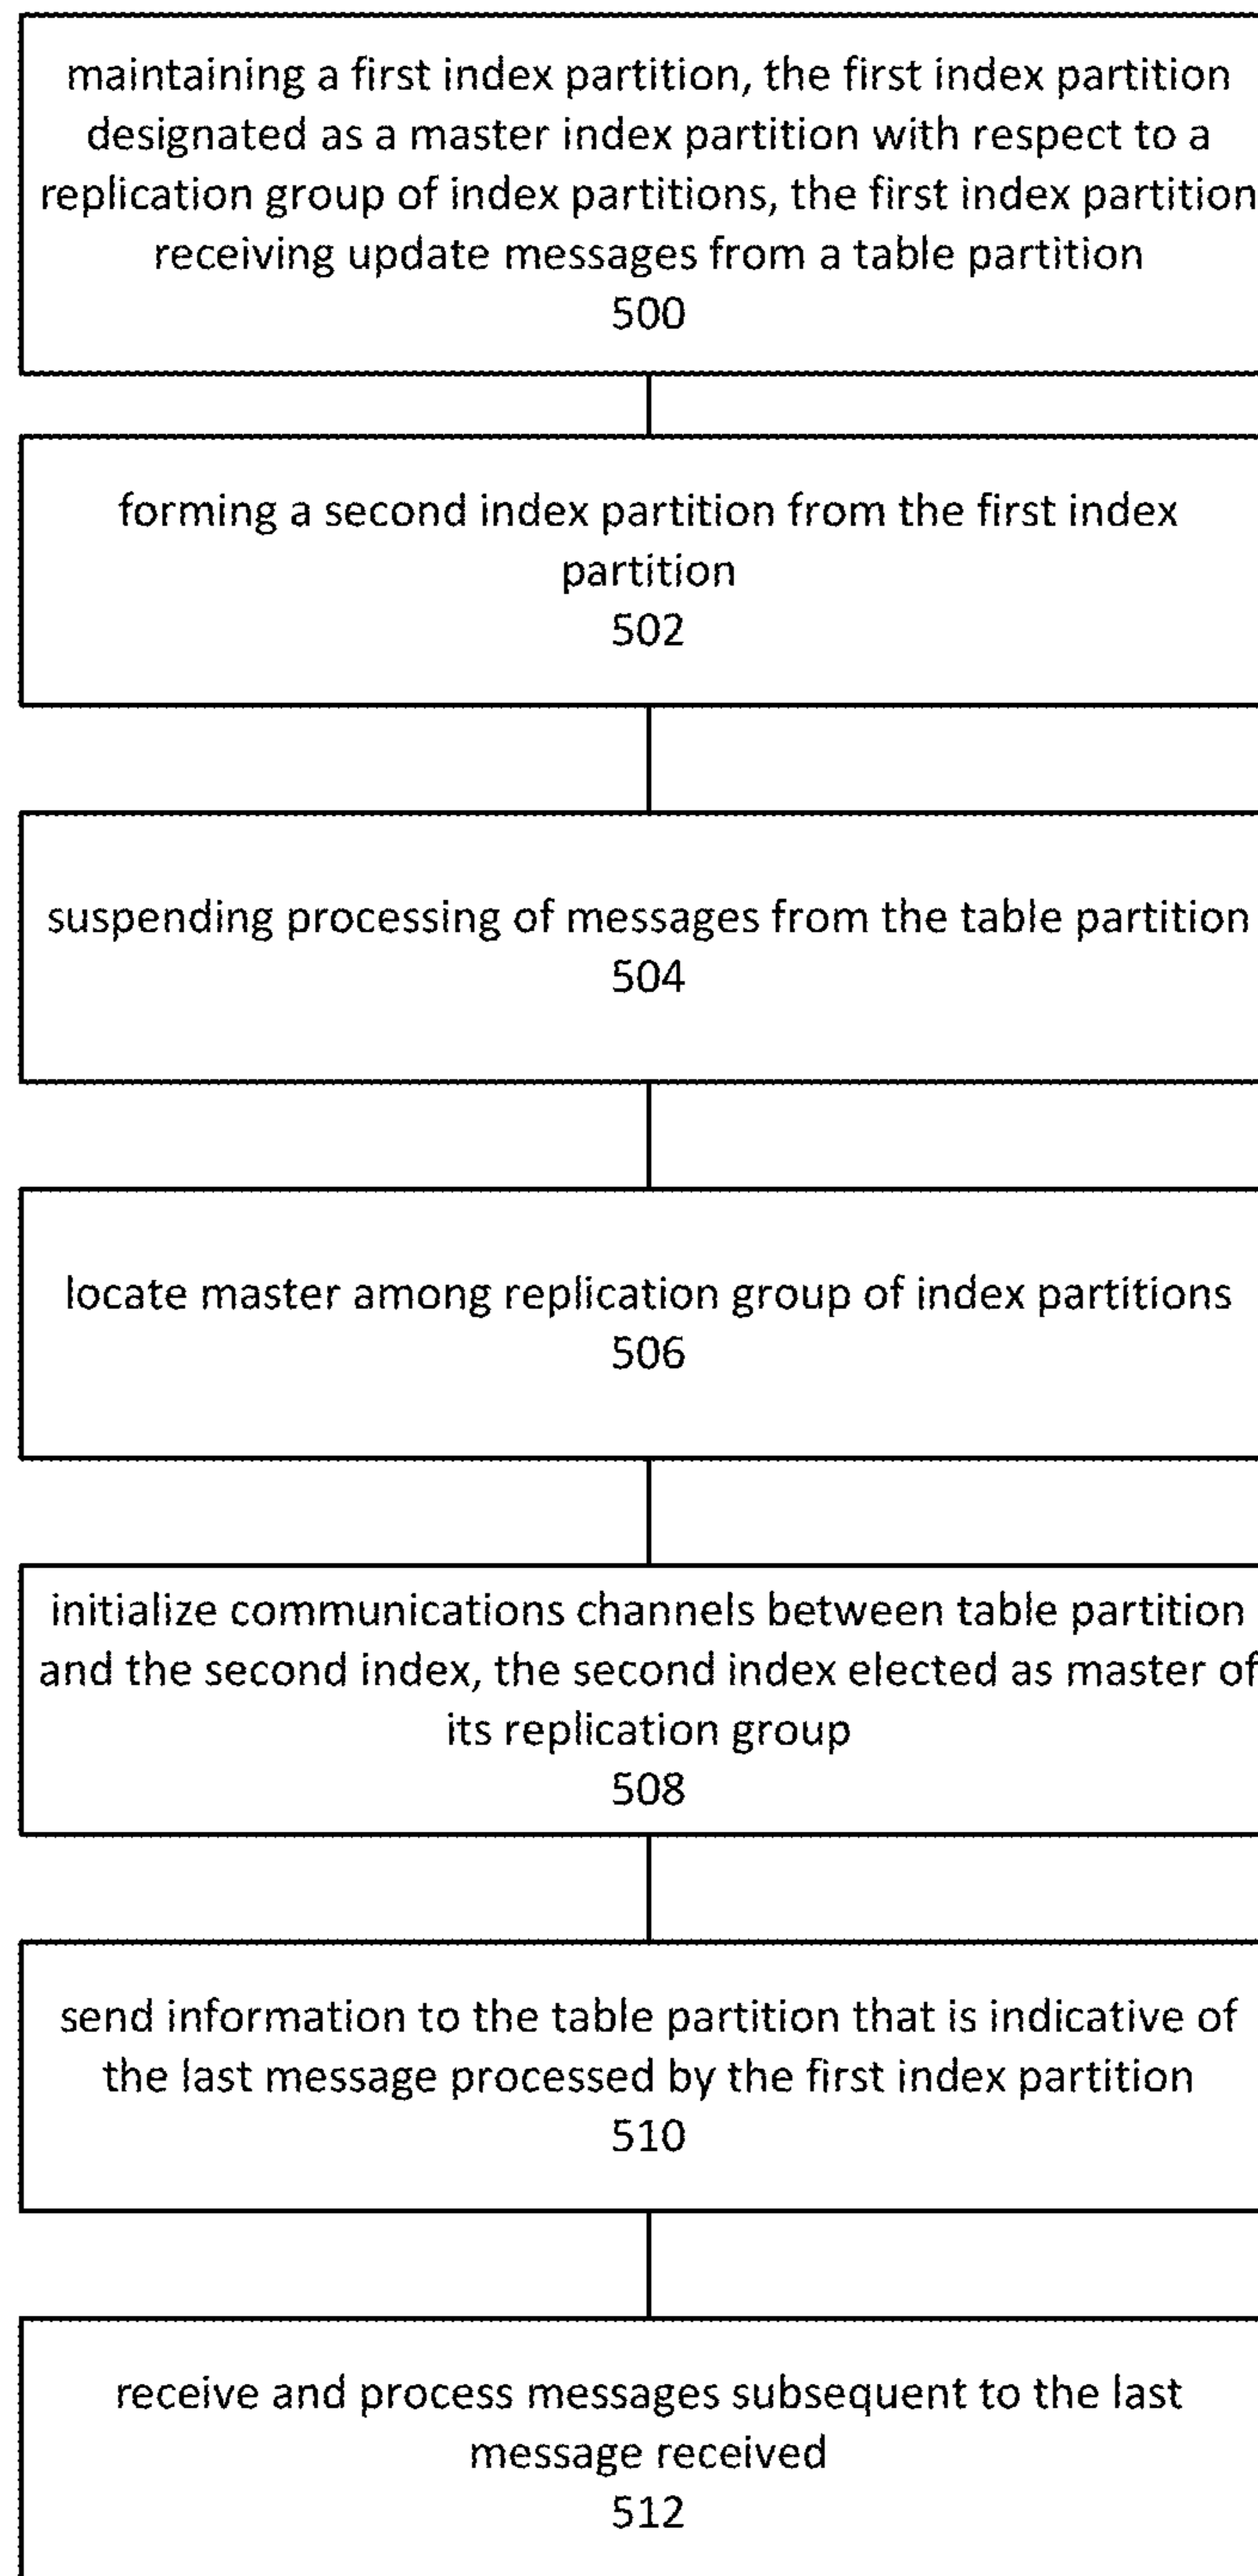 maintaining a first index partition, the first index partition
designated as a master index partition with respect to a
replication group of index partitions, the first index partition
receiving update messages from a table partition
500
forming a second index partition from the first index
partition
502
suspending processing of messages from the table partition
504
locate master among replication group of index partitions
506
initialize communications channels between table partition
and the second index, the second index elected as master of
its replication group
508
send information to the table partition that is indicative of
the last message processed by the first index partition
510
receive and process messages subsequent to the last
message received
512